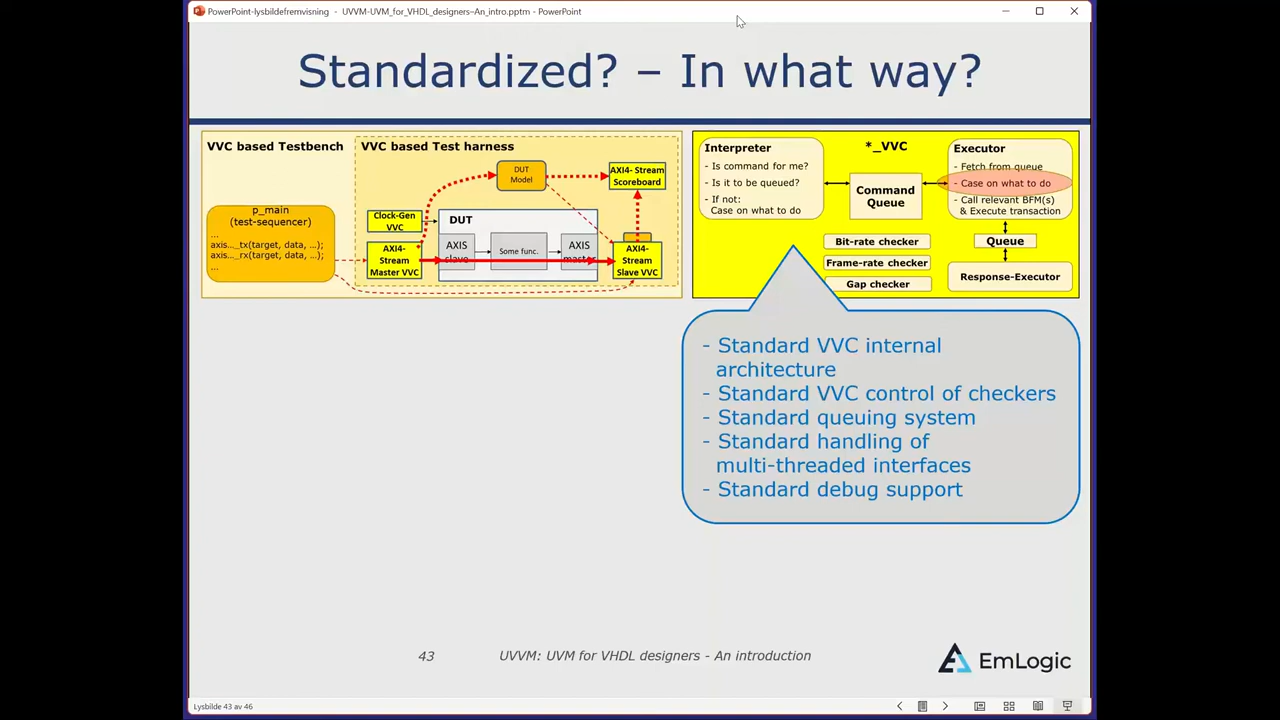 PowerPoint-lysbildefremvisning - UVVM-UVM_for_VHDL_designers–An_intro.pptm - PowerPoint
Standardized? – In what way?
VVC based Testbench
p_main
(test-sequencer)
...
axis..._tx(target, data, ...);
axis..._rx(target, data, ...);
...
VVC based Test harness
DUT
Model
AXI4- Stream
Scoreboard
Clock-Gen
VVC
AXI4-
Stream
Master VVC
DUT
AXIS
slave
Some func.
AXIS
master
AXI4-
Stream
Slave VVC
*_VVC
Interpreter
- Is command for me?
- Is it to be queued?
- If not:
Case on what to do
Command
Queue
Executor
- Fetch from queue
- Case on what to do
- Call relevant BFM(s)
& Execute transaction
Bit-rate checker
Frame-rate checker
Gap checker
Queue
Response-Executor
- Standard VVC internal
architecture
- Standard VVC control of checkers
- Standard queuing system
- Standard handling of
multi-threaded interfaces
- Standard debug support
43
UVVM: UVM for VHDL designers - An introduction
EmLogic
Lysbilde 43 av 46